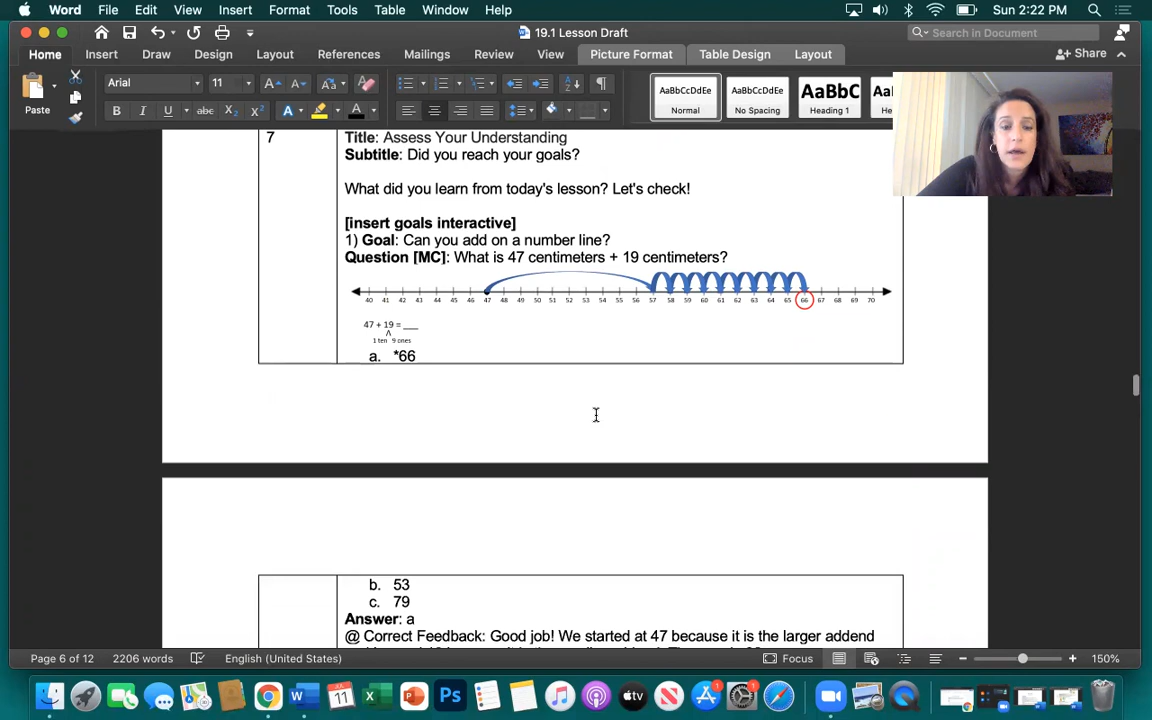 Word File Edit View Insert Format Tools Table Window Help Sun 2:22 PM
19.1 Lesson Draft Search in Document
Home Insert Draw Design Layout References Mailings Review View Picture Format Table Design Layout Share
Paste Arial 11 AaBbCcDdEe Normal AaBbCcDdEe No Spacing AaBbC Heading 1
7
Title: Assess Your Understanding
Subtitle: Did you reach your goals?
What did you learn from today's lesson? Let's check!
[insert goals interactive]
1) Goal: Can you add on a number line?
Question [MC]: What is 47 centimeters + 19 centimeters?
40 41 42 43 44 45 46 47 48 49 50 51 52 53 54 55 56 57 58 59 60 61 62 63 64 65 66 67 68 69 70
47 + 19 = ___
1 ten 9 ones
a. *66
b. 53
c. 79
Answer: a
@ Correct Feedback: Good job! We started at 47 because it is the larger addend
Page 6 of 12 2206 words English (United States) Focus 150%